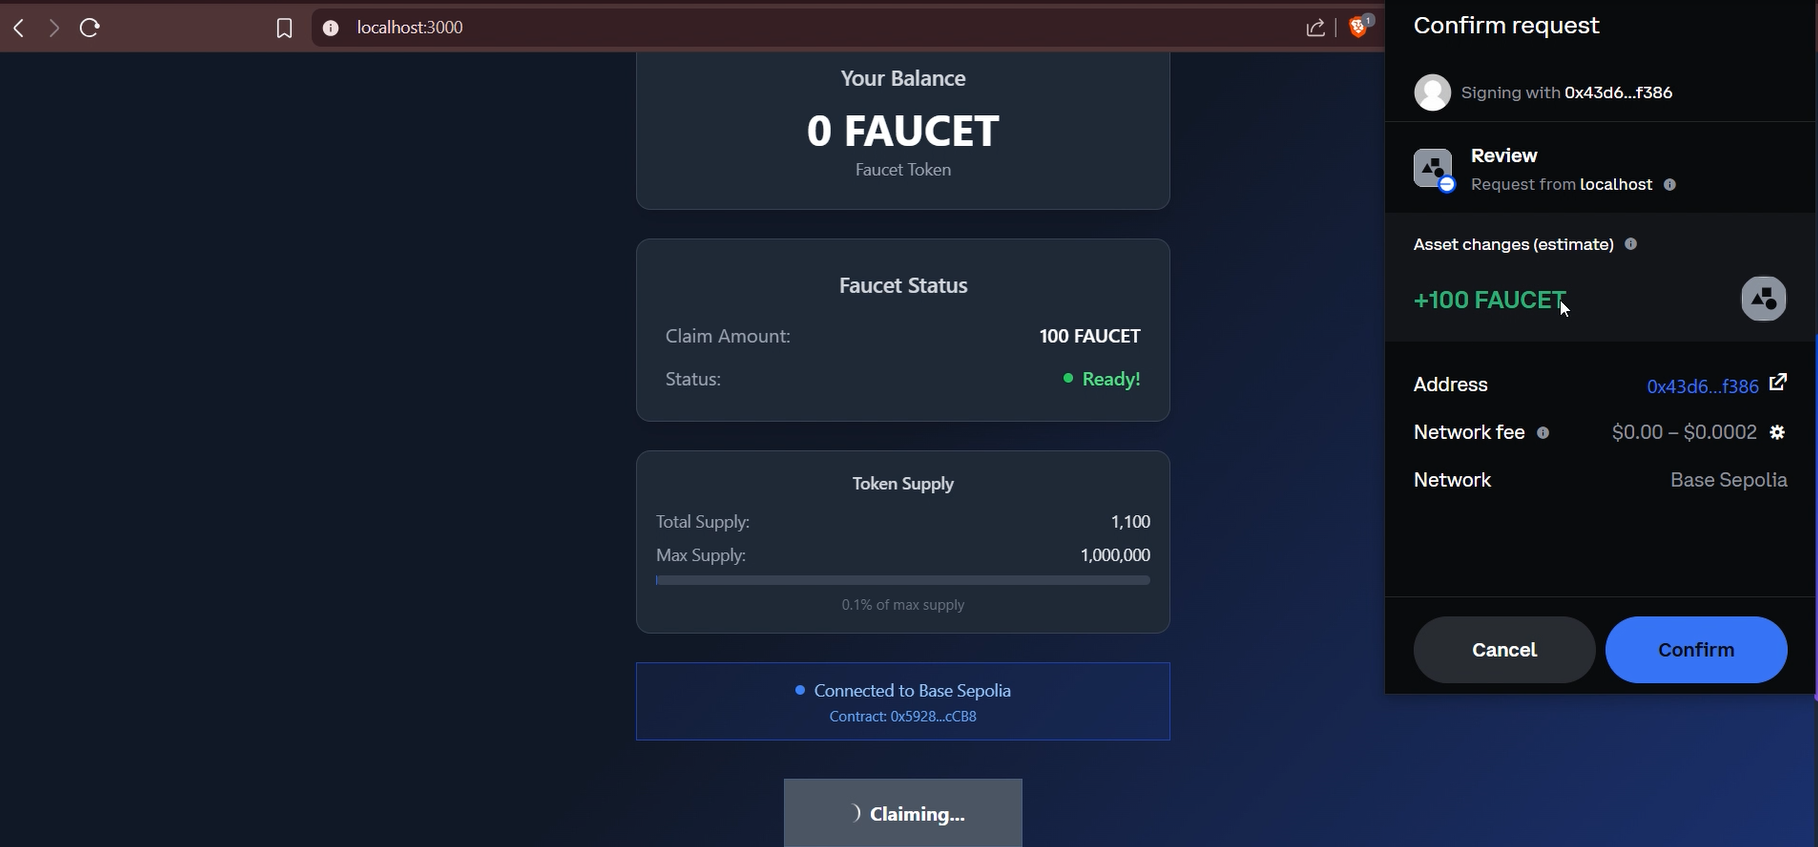 localhost:3000
1
Your Balance
0 FAUCET
Faucet Token
Faucet Status
Claim Amount: 100 FAUCET
Status: Ready!
Token Supply
Total Supply: 1,100
Max Supply: 1,000,000
0.1% of max supply
Connected to Base Sepolia
Contract: 0x5928...cCB8
Claiming...
Confirm request
Signing with 0x43d6...f386
Review
Request from localhost
Asset changes (estimate)
+100 FAUCET
Address 0x43d6...f386
Network fee $0.00 – $0.0002
Network Base Sepolia
Cancel Confirm